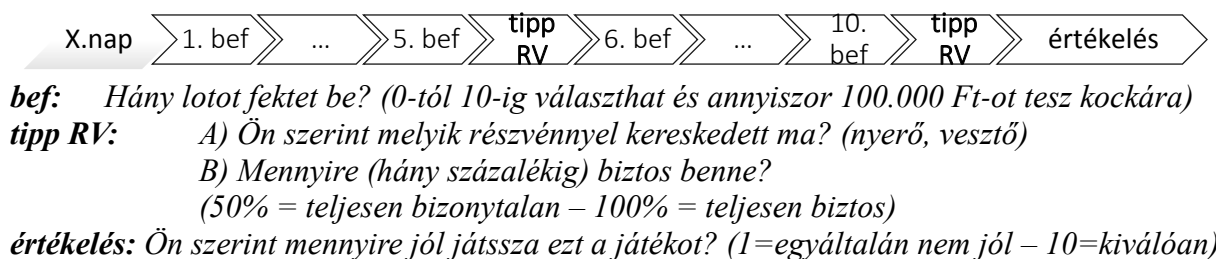 X.nap 1. bef ... 5. bef tipp RV 6. bef ... 10. bef tipp RV értékelés
bef: Hány lotot fektet be? (0-tól 10-ig választhat és annyiszor 100.000 Ft-ot tesz kockára)
tipp RV: A) Ön szerint melyik részvénnyel kereskedett ma? (nyerő, vesztő)
B) Mennyire (hány százalékig) biztos benne?
(50% = teljesen bizonytalan – 100% = teljesen biztos)
értékelés: Ön szerint mennyire jól játssza ezt a játékot? (1=egyáltalán nem jól – 10=kiválóan)